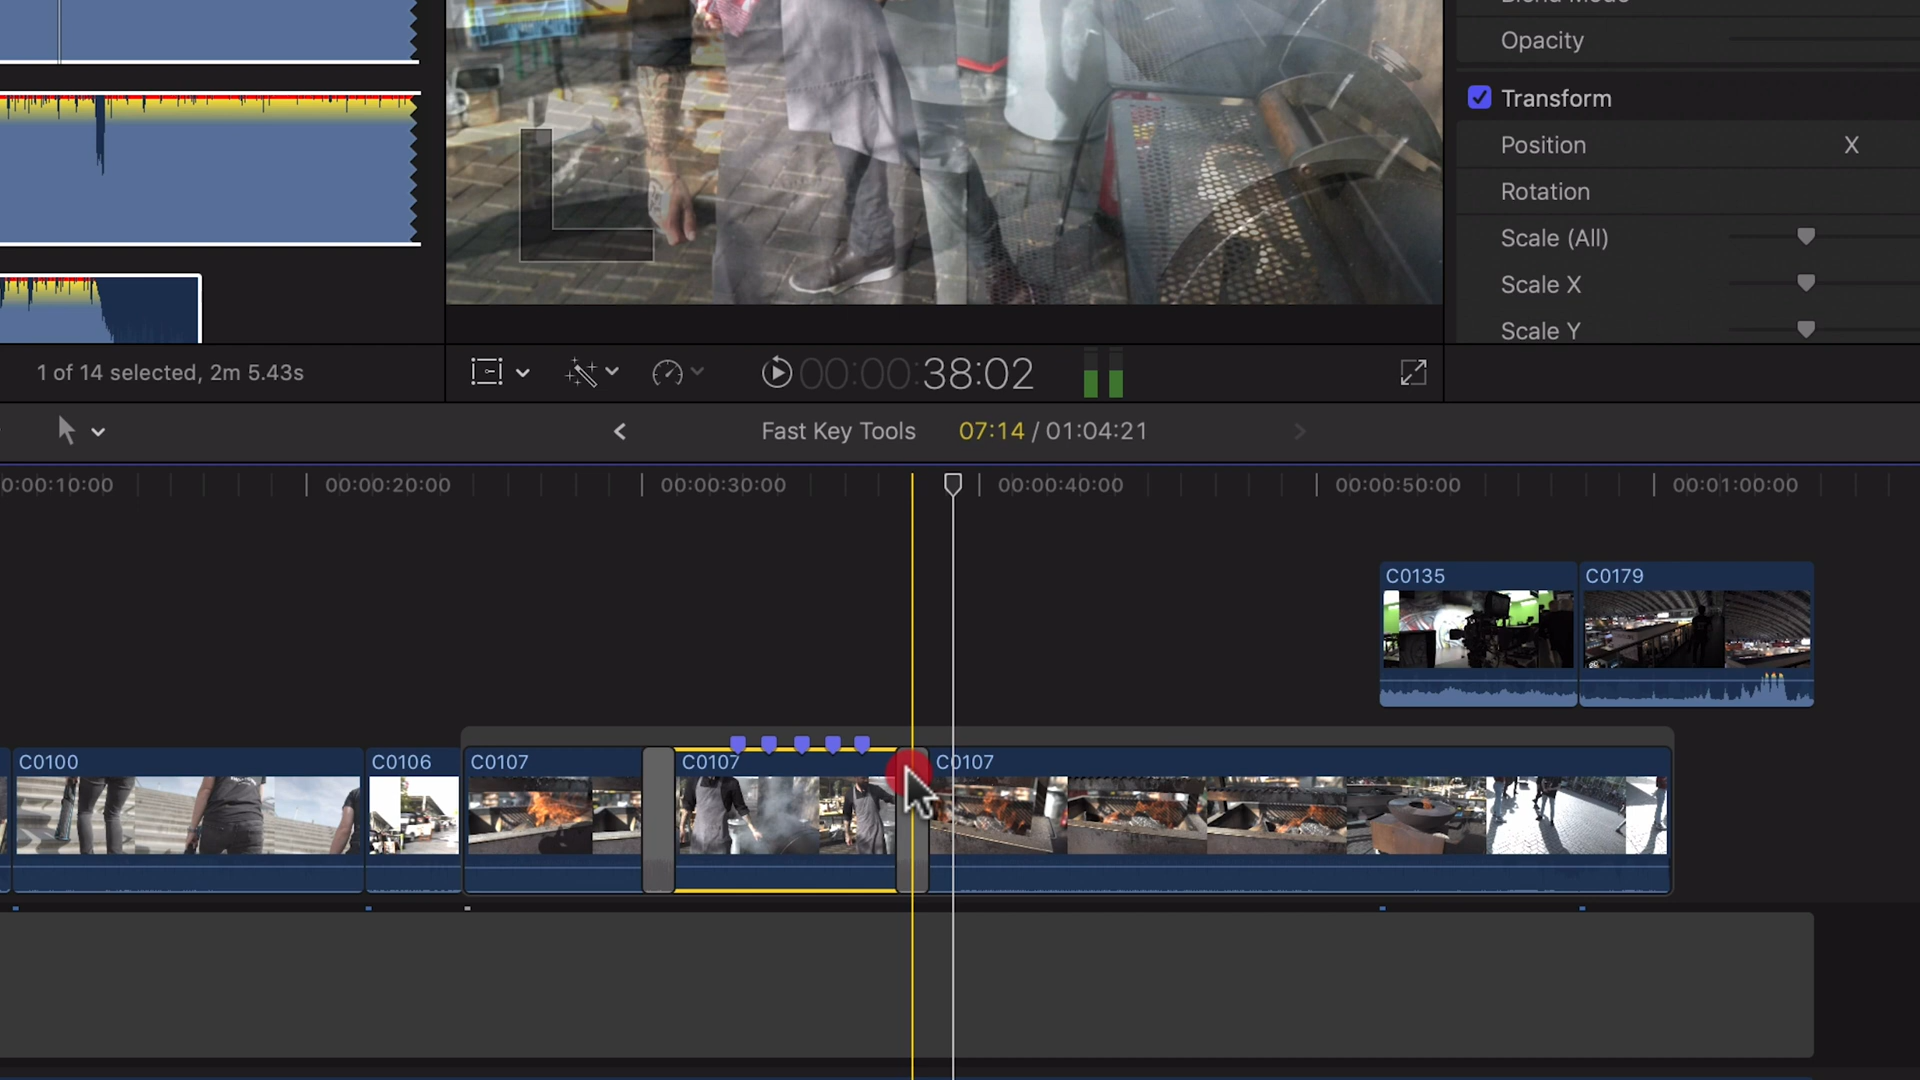 Blend Mode
Opacity
Transform
Position X
Rotation
Scale (All)
Scale X
Scale Y
1 of 14 selected, 2m 5.43s
00:00:38:02
Fast Key Tools 07:14 / 01:04:21
0:00:10:00 00:00:20:00 00:00:30:00 00:00:40:00 00:00:50:00 00:01:00:00
C0135 C0179
C0100 C0106 C0107 C0107 C0107